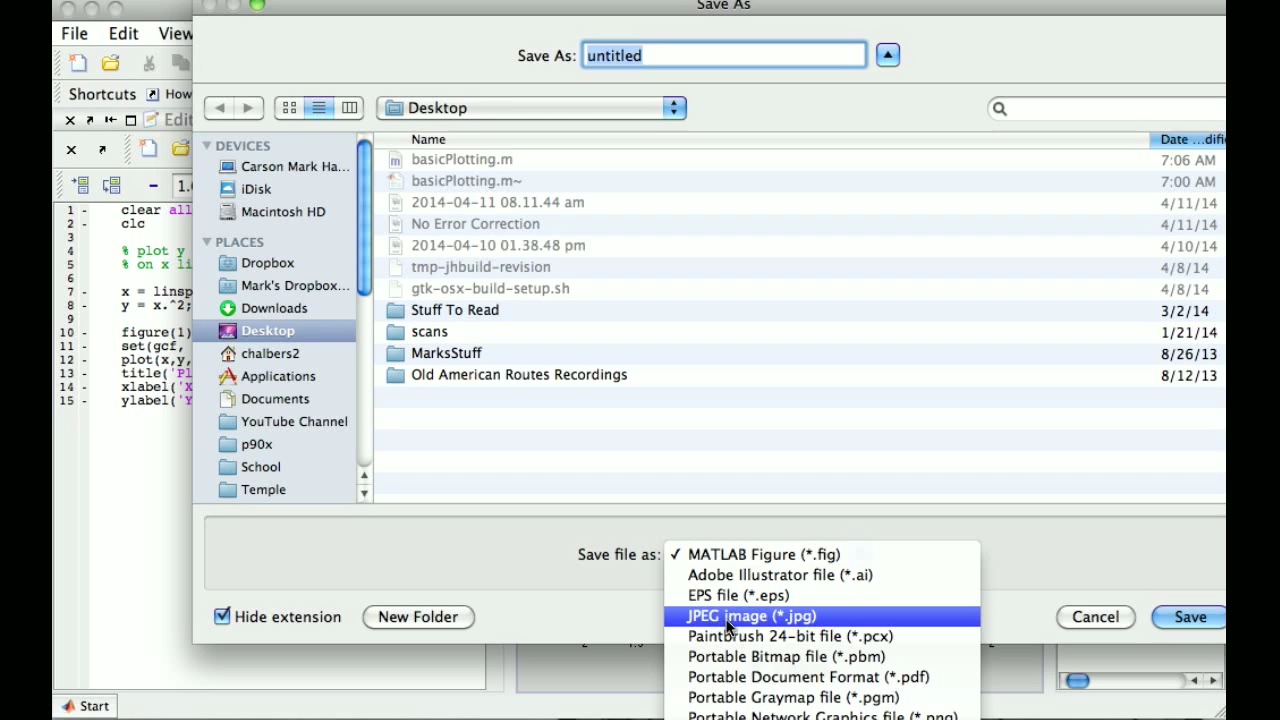 Save As
File Edit View
Save As: untitled
Shortcuts How
Edit
Desktop
1.
DEVICES
Carson Mark Ha...
iDisk
Macintosh HD
PLACES
Dropbox
Mark's Dropbox...
Downloads
Desktop
chalbers2
Applications
Documents
YouTube Channel
p90x
School
Temple
Name Date ...difi
basicPlotting.m 7:06 AM
basicPlotting.m~ 7:00 AM
2014-04-11 08.11.44 am 4/11/14
No Error Correction 4/11/14
2014-04-10 01.38.48 pm 4/10/14
tmp-jhbuild-revision 4/8/14
gtk-osx-build-setup.sh 4/8/14
Stuff To Read 3/2/14
scans 1/21/14
MarksStuff 8/26/13
Old American Routes Recordings 8/12/13
1 - clear all
2 - clc
3
4 % plot y
5 % on x li
6
7 - x = linsp
8 - y = x.^2;
9
10 - figure(1)
11 - set(gcf,
12 - plot(x,y,
13 - title('Pl
14 - xlabel('X
15 - ylabel('Y
Save file as: ✓ MATLAB Figure (*.fig)
Adobe Illustrator file (*.ai)
EPS file (*.eps)
JPEG image (*.jpg)
Paintbrush 24-bit file (*.pcx)
Portable Bitmap file (*.pbm)
Portable Document Format (*.pdf)
Portable Graymap file (*.pgm)
Portable Network Graphics file (*.png)
Hide extension New Folder Cancel Save
Start